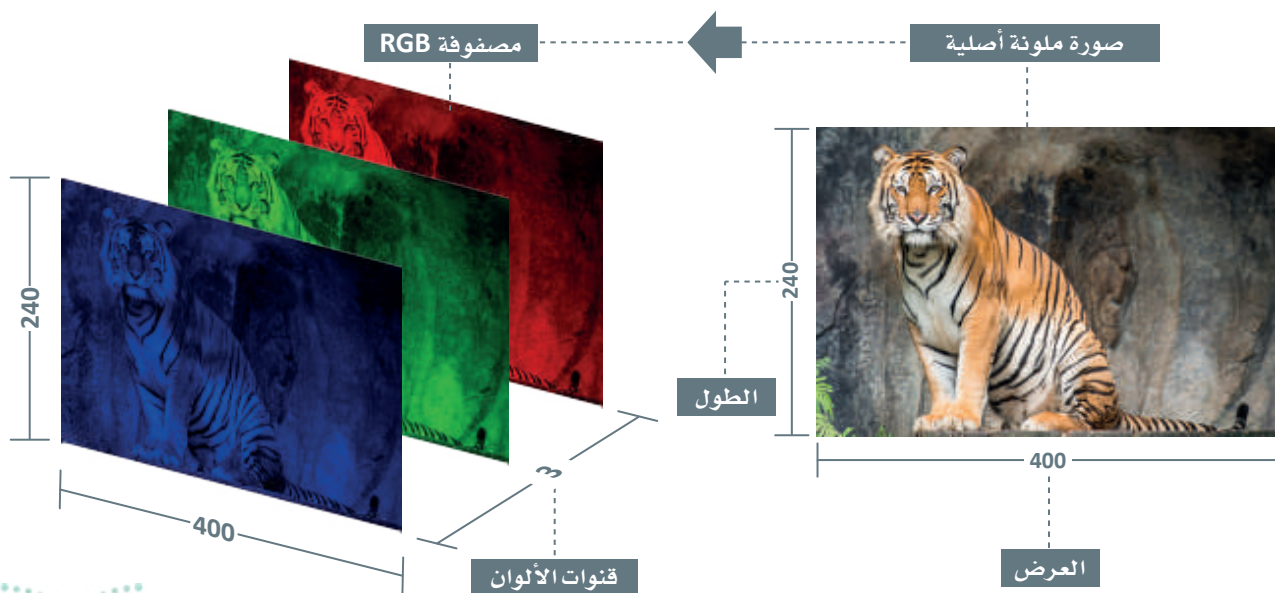 صورة ملونة أصلية
مصفوفة RGB
240
240
الطول
3
400
400
العرض
قنوات الألوان